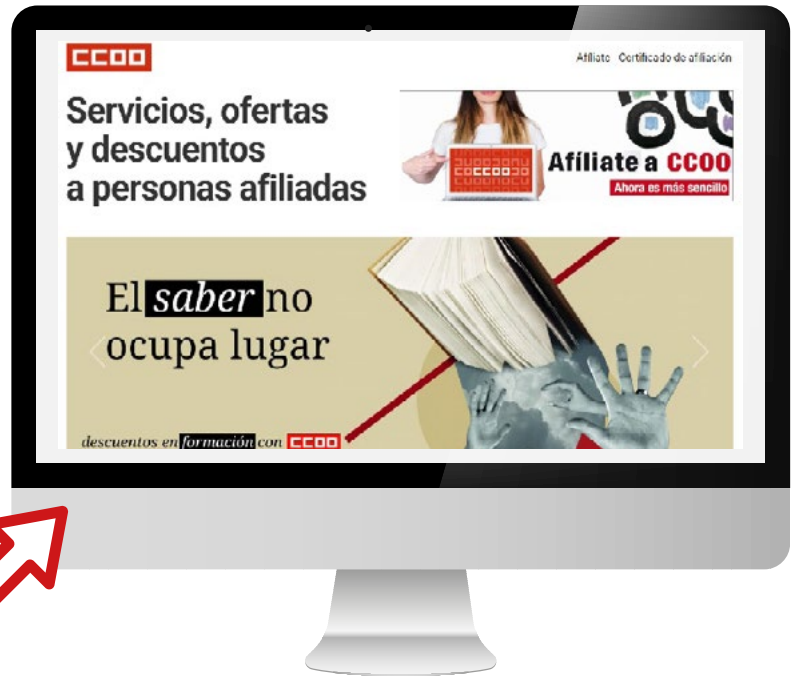 CCOO
Afíliate Certificado de afiliación
Servicios, ofertas
y descuentos
a personas afiliadas
CCOO
Afíliate a CCOO
Ahora es más sencillo
El saber no
ocupa lugar
descuentos en formación con CCOO